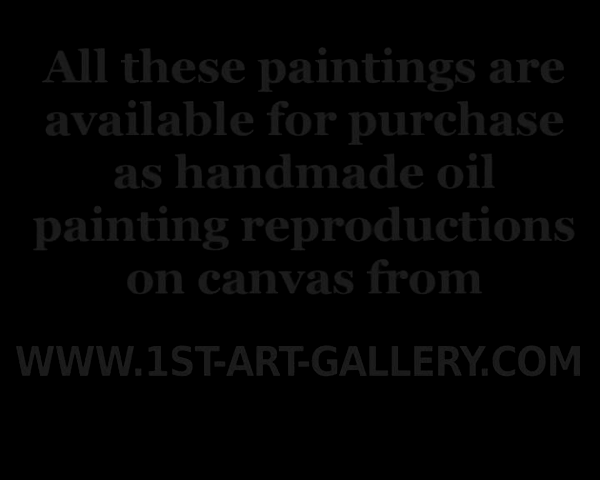 All these paintings are
available for purchase
as handmade oil
painting reproductions
on canvas from
WWW.1ST-ART-GALLERY.COM